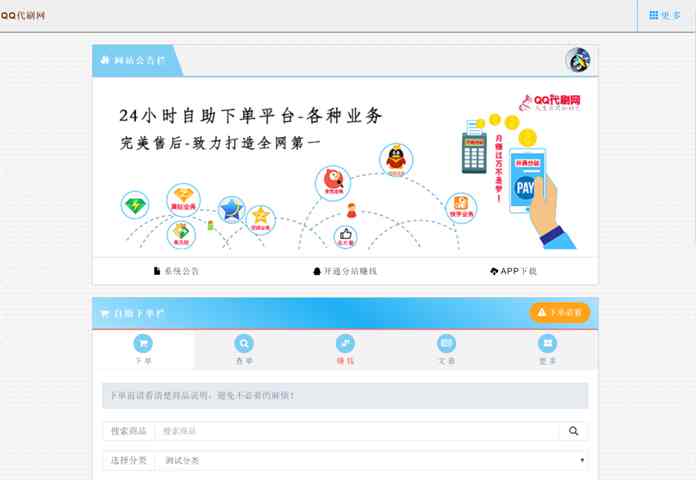 QQ代刷网
更多
网站公告栏
24小时自助下单平台-各种业务
完美售后-致力打造全网第一
QQ代刷网
月赚过万不是梦！
PAY
快手业务
系统公告
开通分站赚钱
APP下载
自助下单栏
下单必看
下单
查单
赚钱
文章
更多
下单前请看清楚商品说明，避免不必要的麻烦！
搜索商品
搜索商品
选择分类
测试分类